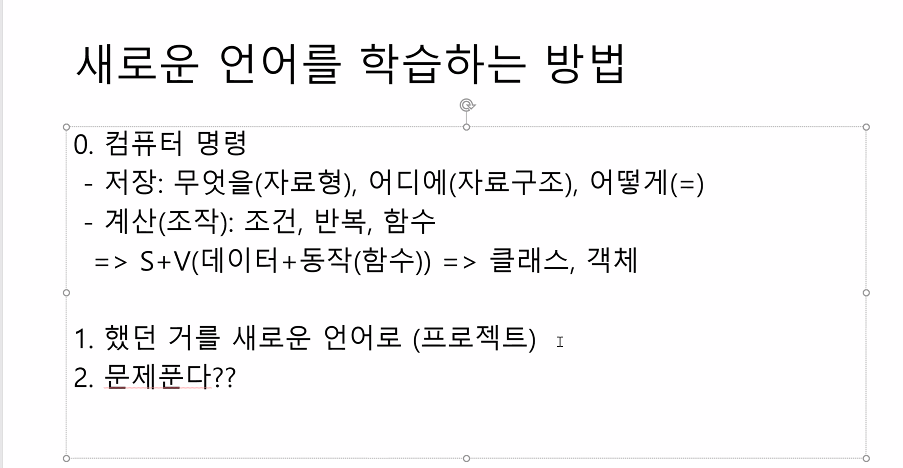 새로운 언어를 학습하는 방법
0. 컴퓨터 명령
- 저장: 무엇을(자료형), 어디에(자료구조), 어떻게(=)
- 계산(조작): 조건, 반복, 함수
=> S+V(데이터+동작(함수)) => 클래스, 객체
1. 했던 거를 새로운 언어로 (프로젝트)
2. 문제푼다??